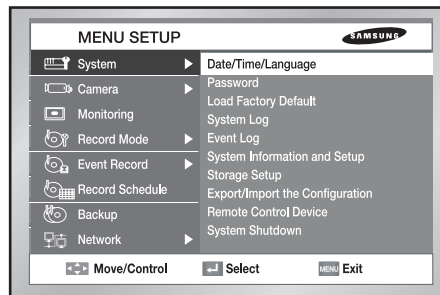 MENU SETUP
SAMSUNG
System
Camera
Monitoring
Record Mode
Event Record
Record Schedule
Backup
Network
Date/Time/Language
Password
Load Factory Default
System Log
Event Log
System Information and Setup
Storage Setup
Export/Import the Configuration
Remote Control Device
System Shutdown
Move/Control
Select
MENU Exit